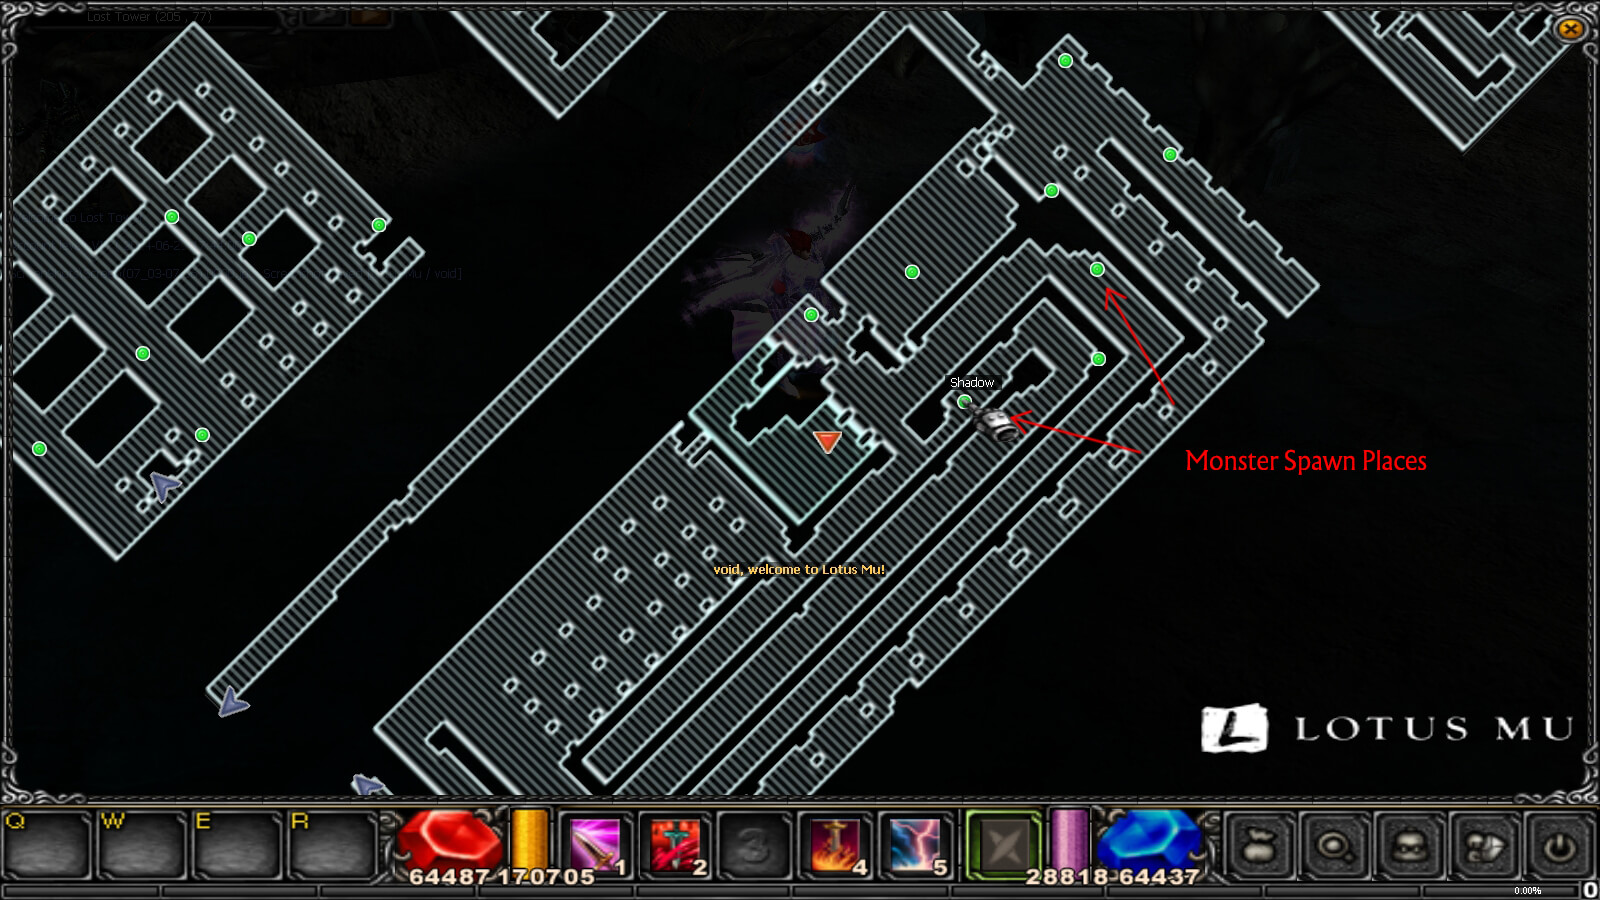 Lost Tower (205 , 77)
Shadow
Monster Spawn Places
void, welcome to Lotus Mu!
LOTUS MU
Q W E R
1 2 3 4 5
64487 170705 28818 64437
0.00% 0